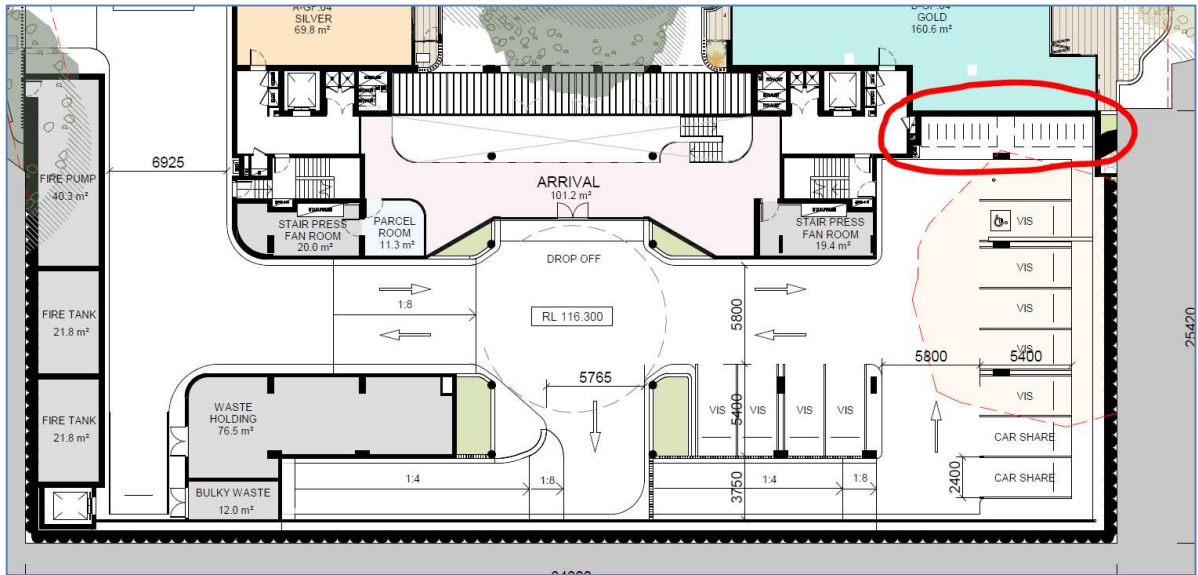 A-GF.04
SILVER
69.8 m²
GOLD
160.6 m²
6925
FIRE PUMP
40.3 m²
ARRIVAL
101.2 m²
STAIR PRESS
FAN ROOM
20.0 m²
PARCEL
ROOM
11.3 m²
STAIR PRESS
FAN ROOM
19.4 m²
VIS
DROP OFF
VIS
1:8
RL 116.300
5800
VIS
FIRE TANK
21.8 m²
25420
VIS
5800
5400
5765
VIS
WASTE
HOLDING
76.5 m²
VIS
VIS
VIS
VIS
5400
FIRE TANK
21.8 m²
CAR SHARE
1:4
1:8
1:4
1:8
2400
CAR SHARE
3750
BULKY WASTE
12.0 m²